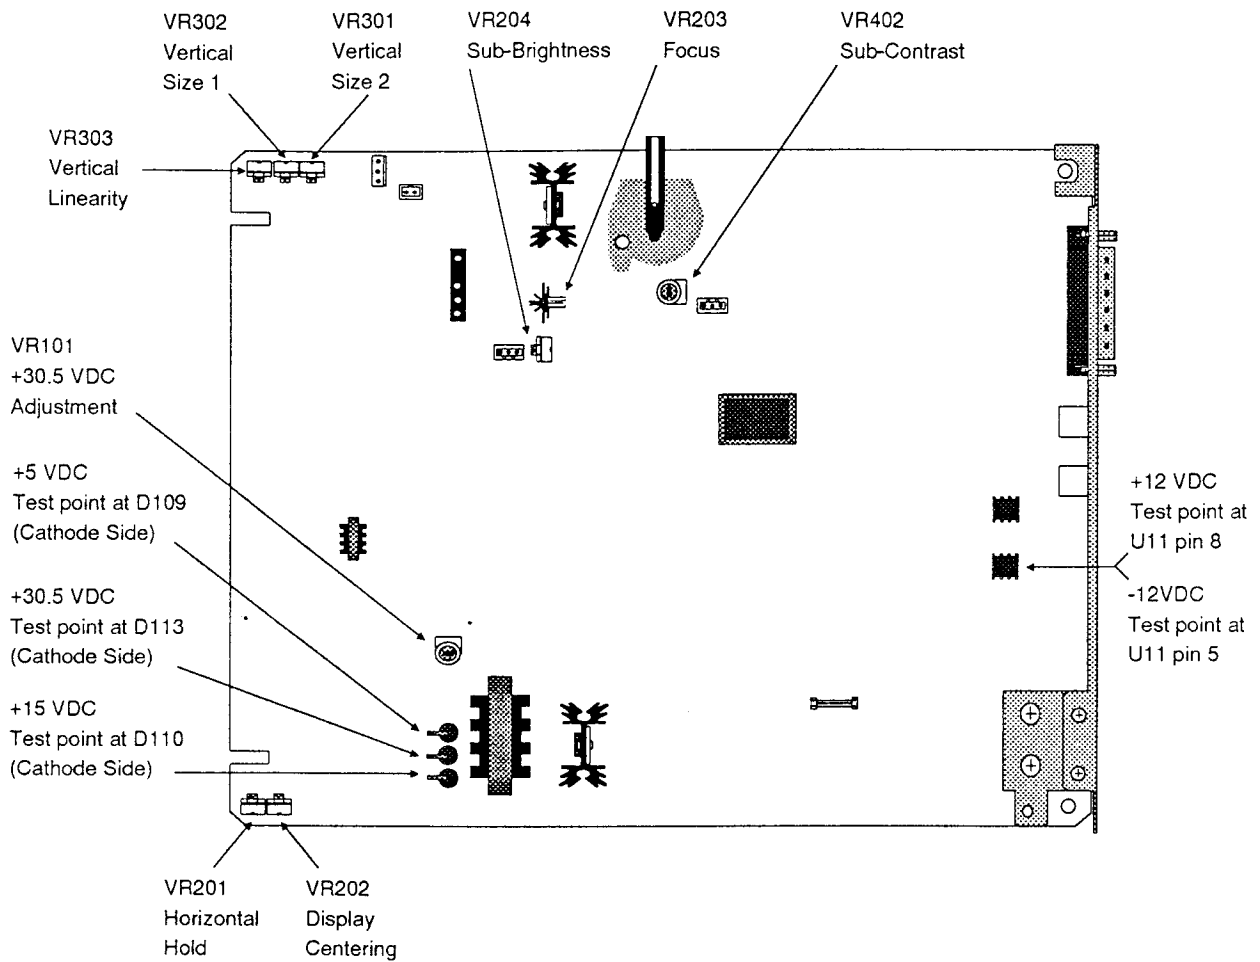 VR302
Vertical
Size 1
VR301
Vertical
Size 2
VR204
Sub-Brightness
VR203
Focus
VR402
Sub-Contrast
VR303
Vertical
Linearity
VR101
+30.5 VDC
Adjustment
+5 VDC
Test point at D109
(Cathode Side)
+30.5 VDC
Test point at D113
(Cathode Side)
+15 VDC
Test point at D110
(Cathode Side)
+12 VDC
Test point at
U11 pin 8
-12VDC
Test point at
U11 pin 5
VR201
Horizontal
Hold
VR202
Display
Centering